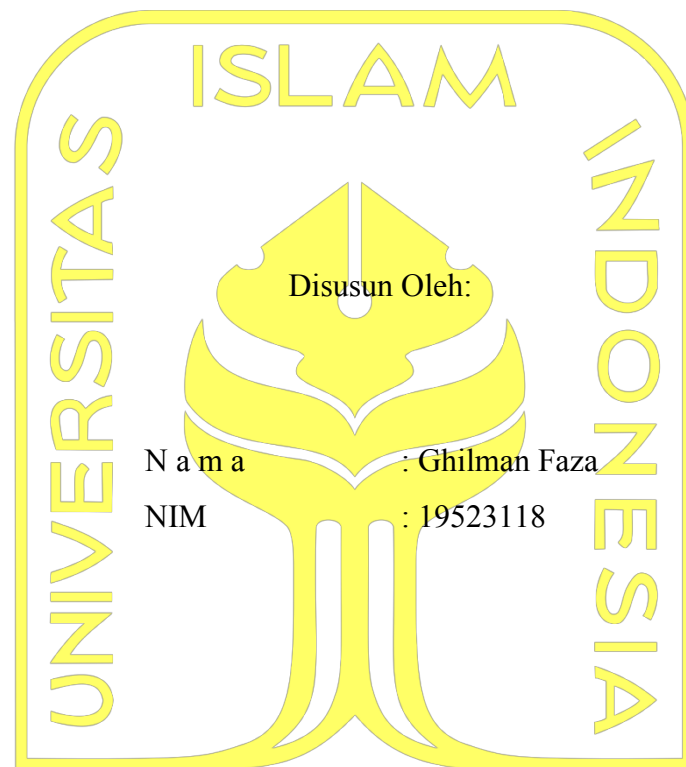 ISLAM
UNIVERSITAS
INDONESIA
Disusun Oleh:
N a m a : Ghilman Faza
NIM : 19523118